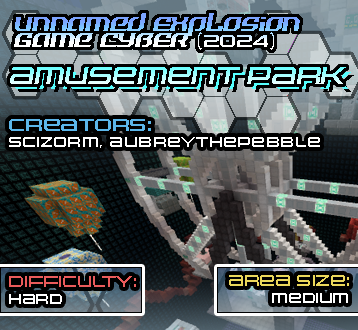 UNNAMED EXPLOSION
GAME CYBER (2024)
AMUSEMENT PARK
CREATORS:
SCIZORM, AUBREYTHEPEBBLE
DIFFICULTY:
HARD
AREA SIZE:
MEDIUM